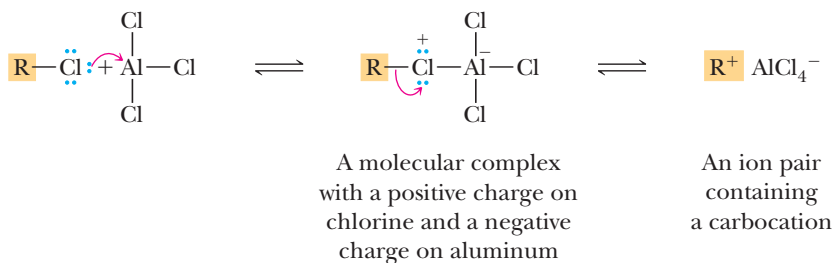 Cl Cl
+ −
R—Cl + Al—Cl ⇌ R—Cl—Al—Cl ⇌ R⁺ AlCl₄⁻
Cl Cl
A molecular complex
with a positive charge on
chlorine and a negative
charge on aluminum
An ion pair
containing
a carbocation